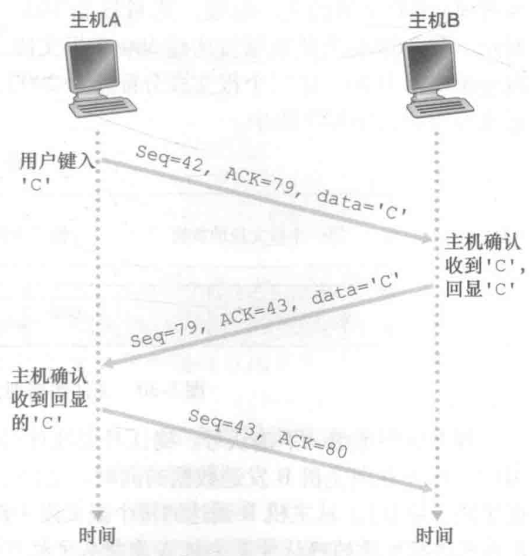 主机A
主机B
用户键入
'C'
Seq=42, ACK=79, data='C'
主机确认
收到'C',
回显'C'
Seq=79, ACK=43, data='C'
主机确认
收到回显
的'C'
Seq=43, ACK=80
时间
时间